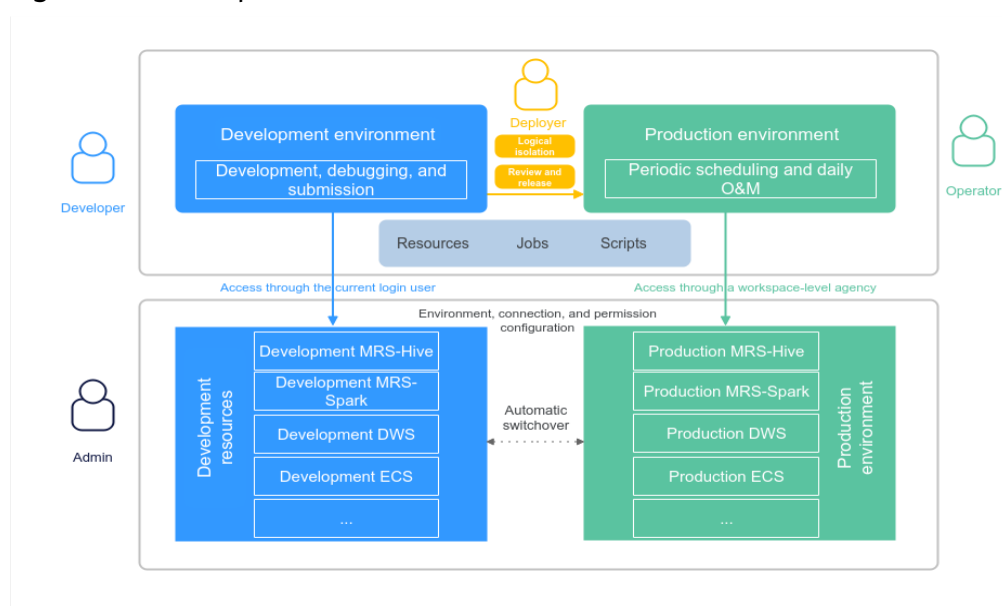 Deployer
Development environment
Production environment
Logical
isolation
Development, debugging, and
submission
Review and
release
Periodic scheduling and daily
O&M
Developer
Operator
Resources
Jobs
Scripts
Access through the current login user
Access through a workspace-level agency
Environment, connection, and permission
configuration
Development
resources
Development MRS-Hive
Development MRS-
Spark
Development DWS
Development ECS
...
Automatic
switchover
Production MRS-Hive
Production MRS-Spark
Production DWS
Production ECS
...
Production
environment
Admin